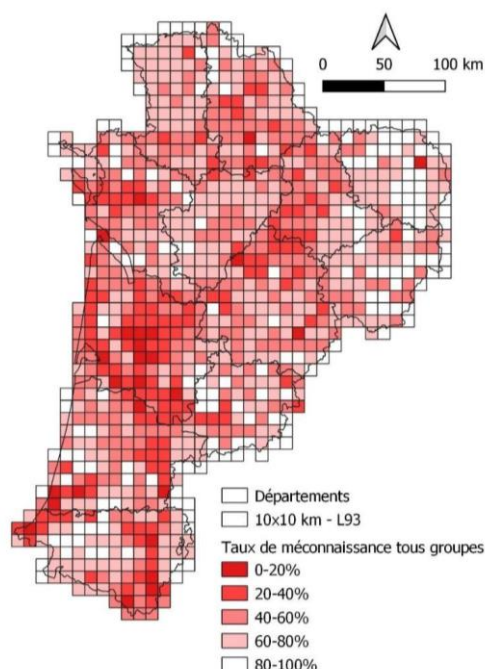 0 50 100 km
Départements
10x10 km - L93
Taux de méconnaissance tous groupes
0-20%
20-40%
40-60%
60-80%
80-100%